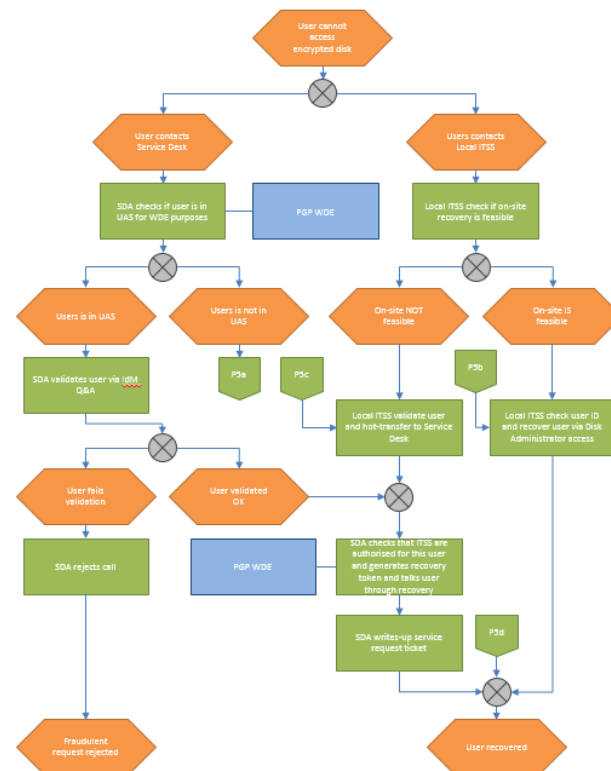 User cannot
access
encrypted disk
User contacts
Service Desk
Users contacts
Local ITSS
SDA checks if user is in
UAS for WDE purposes
PGP WDE
Local ITSS check if on-site
recovery is feasible
Users is in UAS
Users is not in
UAS
On-site NOT
feasible
On-site IS
feasible
SDA validates user via IdM
Q&A
P5a
P5c
P5b
Local ITSS validate user
and hot-transfer to Service
Desk
Local ITSS check user ID
and recover user via Disk
Administrator access
User fails
validation
User validated
OK
SDA rejects call
PGP WDE
SDA checks that ITSS are
authorised for this user
and generates recovery
token and talks user
through recovery
SDA writes-up service
request ticket
P5d
Fraudulent
request rejected
User recovered